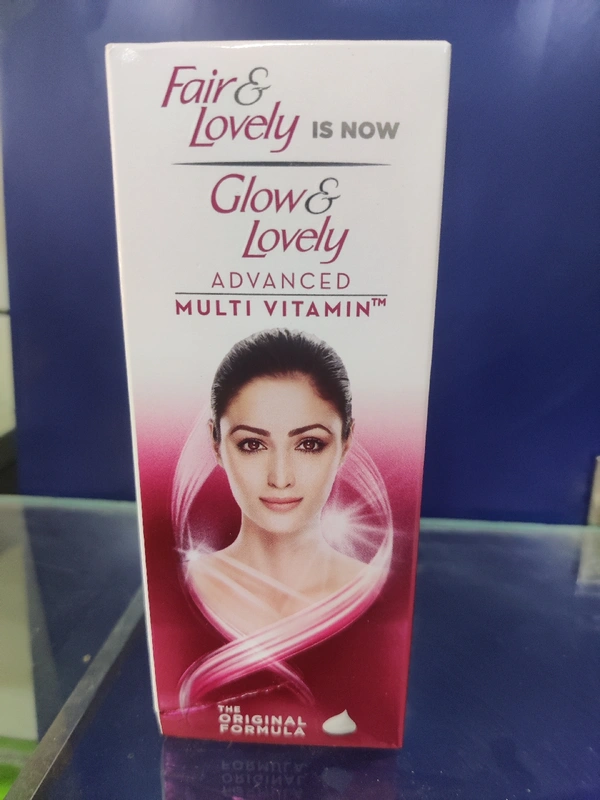 Fair &
Lovely IS NOW
Glow &
Lovely
ADVANCED
MULTI VITAMIN™
THE
ORIGINAL
FORMULA